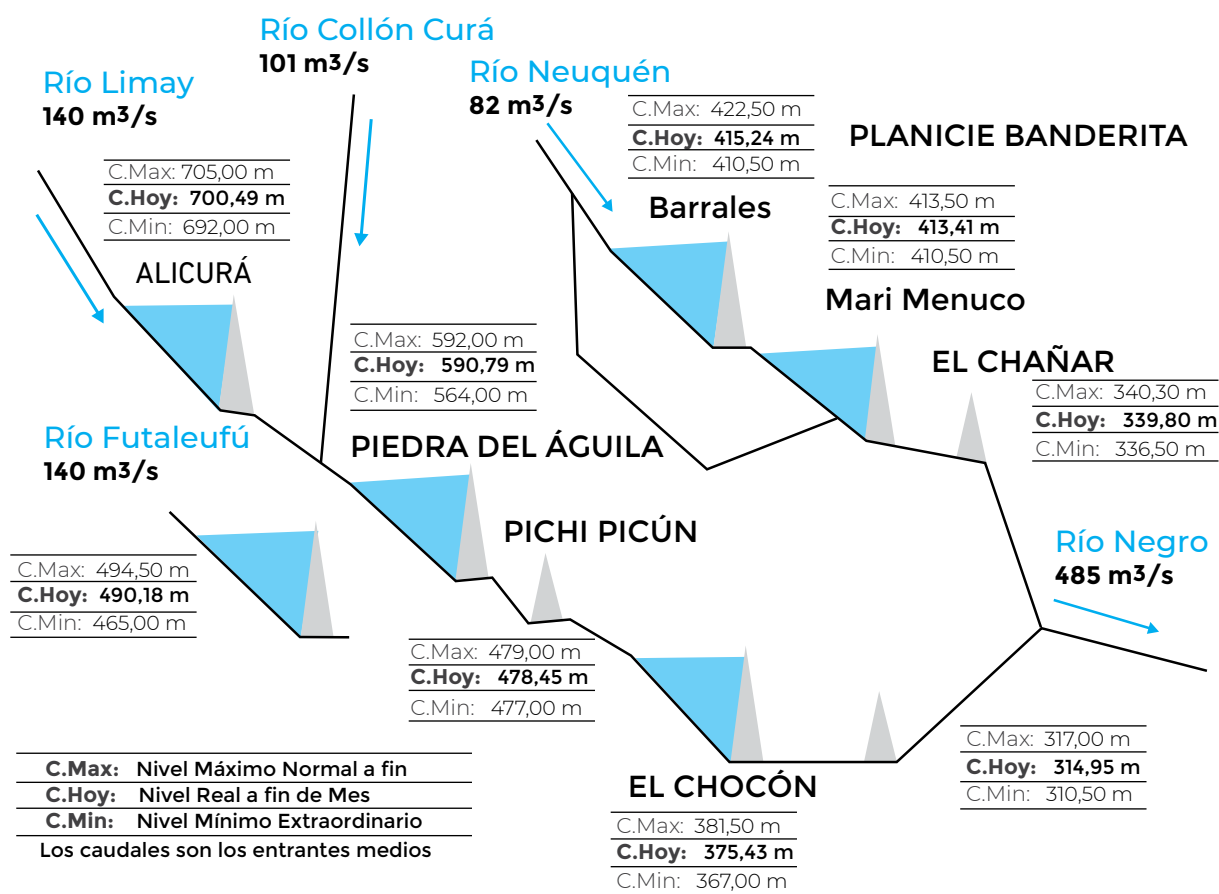 Río Limay
140 m3/s
Río Collón Curá
101 m3/s
Río Neuquén
82 m3/s
C.Max: 422,50 m
C.Hoy: 415,24 m
C.Min: 410,50 m
PLANICIE BANDERITA
C.Max: 705,00 m
C.Hoy: 700,49 m
C.Min: 692,00 m
ALICURÁ
Barrales
C.Max: 413,50 m
C.Hoy: 413,41 m
C.Min: 410,50 m
Mari Menuco
C.Max: 592,00 m
C.Hoy: 590,79 m
C.Min: 564,00 m
EL CHAÑAR
C.Max: 340,30 m
C.Hoy: 339,80 m
C.Min: 336,50 m
Río Futaleufú
140 m3/s
PIEDRA DEL ÁGUILA
PICHI PICÚN
Río Negro
485 m3/s
C.Max: 494,50 m
C.Hoy: 490,18 m
C.Min: 465,00 m
C.Max: 479,00 m
C.Hoy: 478,45 m
C.Min: 477,00 m
C.Max: 317,00 m
C.Hoy: 314,95 m
C.Min: 310,50 m
EL CHOCÓN
C.Max: 381,50 m
C.Hoy: 375,43 m
C.Min: 367,00 m
C.Max: Nivel Máximo Normal a fin
C.Hoy: Nivel Real a fin de Mes
C.Min: Nivel Mínimo Extraordinario
Los caudales son los entrantes medios